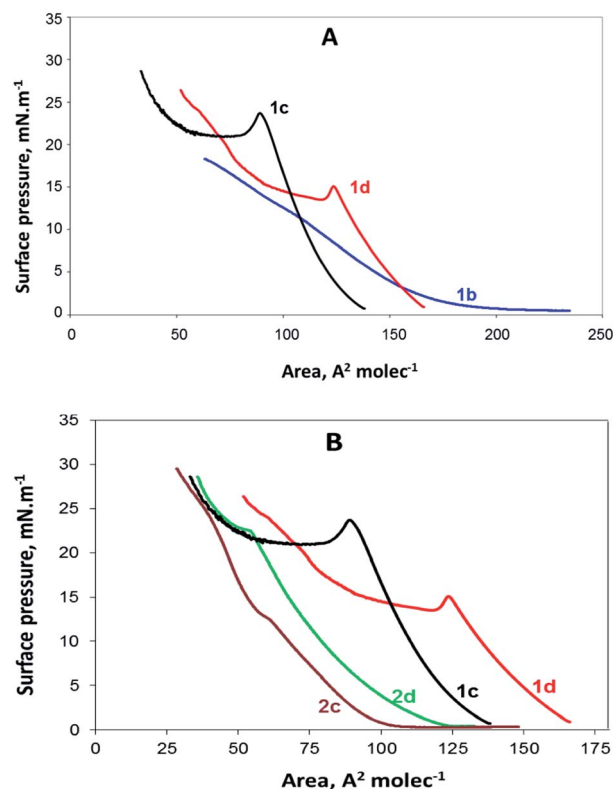 A
35
30
25
20
15
10
5
0
0 50 100 150 200 250
1c
1d
1b
Surface pressure, mN.m-1
Area, A² molec-1
B
35
30
25
20
15
10
5
0
0 25 50 75 100 125 150 175
2c
2d
1c
1d
Surface pressure, mN.m-1
Area, A² molec-1